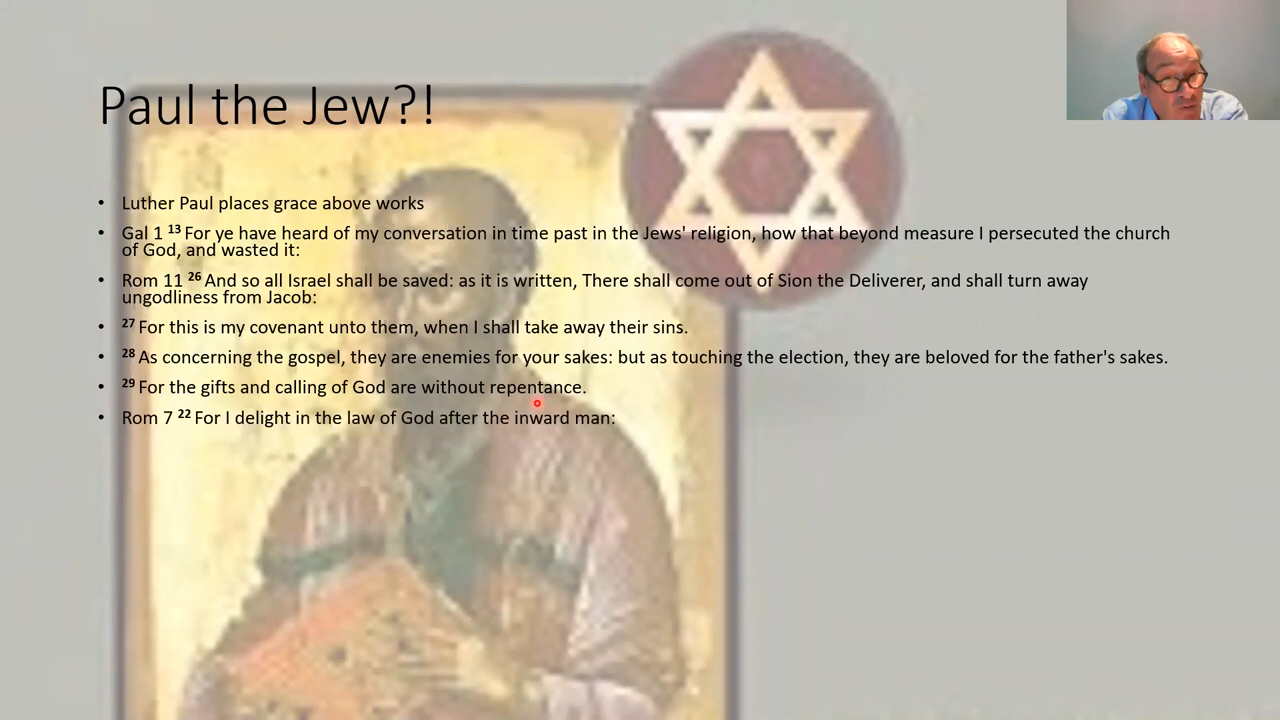 Paul the Jew?!
• Luther Paul places grace above works
• Gal 1 ¹³ For ye have heard of my conversation in time past in the Jews' religion, how that beyond measure I persecuted the church
of God, and wasted it:
• Rom 11 ²⁶ And so all Israel shall be saved: as it is written, There shall come out of Sion the Deliverer, and shall turn away
ungodliness from Jacob:
• ²⁷ For this is my covenant unto them, when I shall take away their sins.
• ²⁸ As concerning the gospel, they are enemies for your sakes: but as touching the election, they are beloved for the father's sakes.
• ²⁹ For the gifts and calling of God are without repentance.
• Rom 7 ²² For I delight in the law of God after the inward man: